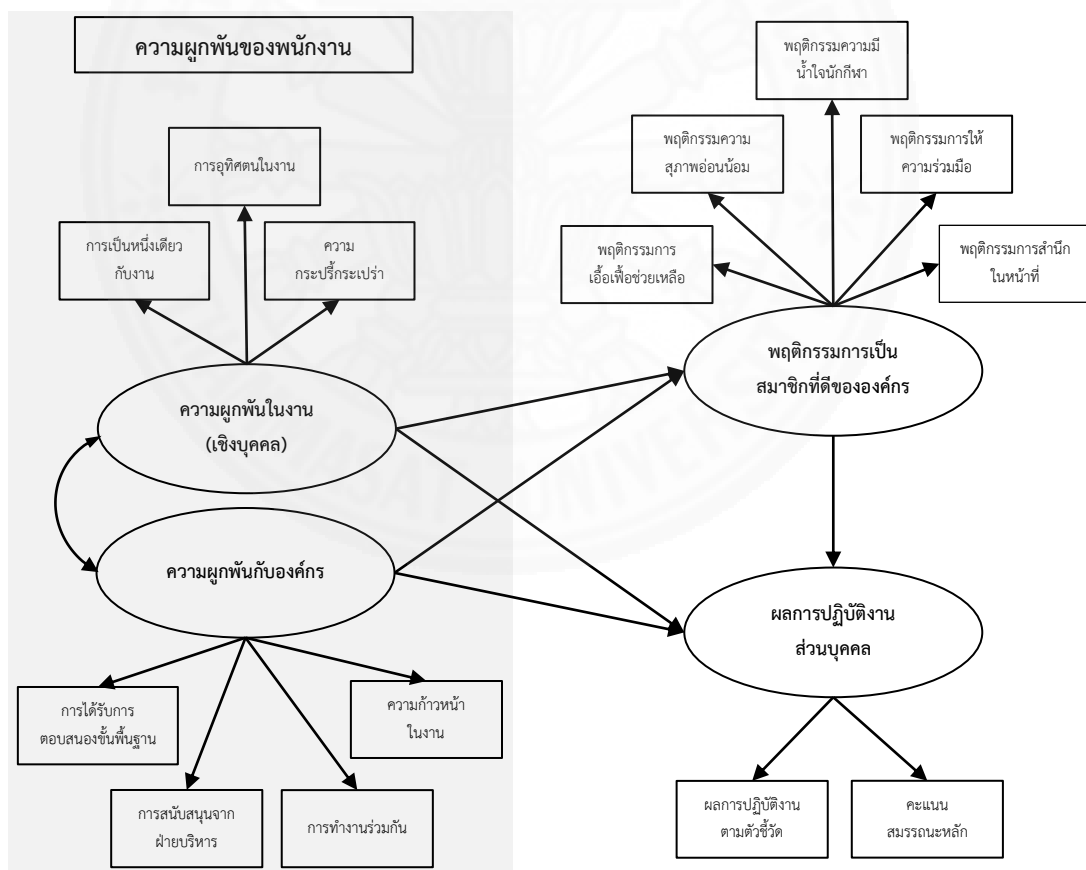 ความผูกพันของพนักงาน
การอุทิศตนในงาน
การเป็นหนึ่งเดียว
กับงาน
ความ
กระปรี้กระเปร่า
ความผูกพันในงาน
(เชิงบุคคล)
ความผูกพันกับองค์กร
การได้รับการ
ตอบสนองขั้นพื้นฐาน
ความก้าวหน้า
ในงาน
การสนับสนุนจาก
ฝ่ายบริหาร
การทำงานร่วมกัน
พฤติกรรมความมี
น้ำใจนักกีฬา
พฤติกรรมความ
สุภาพอ่อนน้อม
พฤติกรรมการให้
ความร่วมมือ
พฤติกรรมการ
เอื้อเฟื้อช่วยเหลือ
พฤติกรรมการสำนึก
ในหน้าที่
พฤติกรรมการเป็น
สมาชิกที่ดีขององค์กร
ผลการปฏิบัติงาน
ส่วนบุคคล
ผลการปฏิบัติงาน
ตามตัวชี้วัด
คะแนน
สมรรถนะหลัก